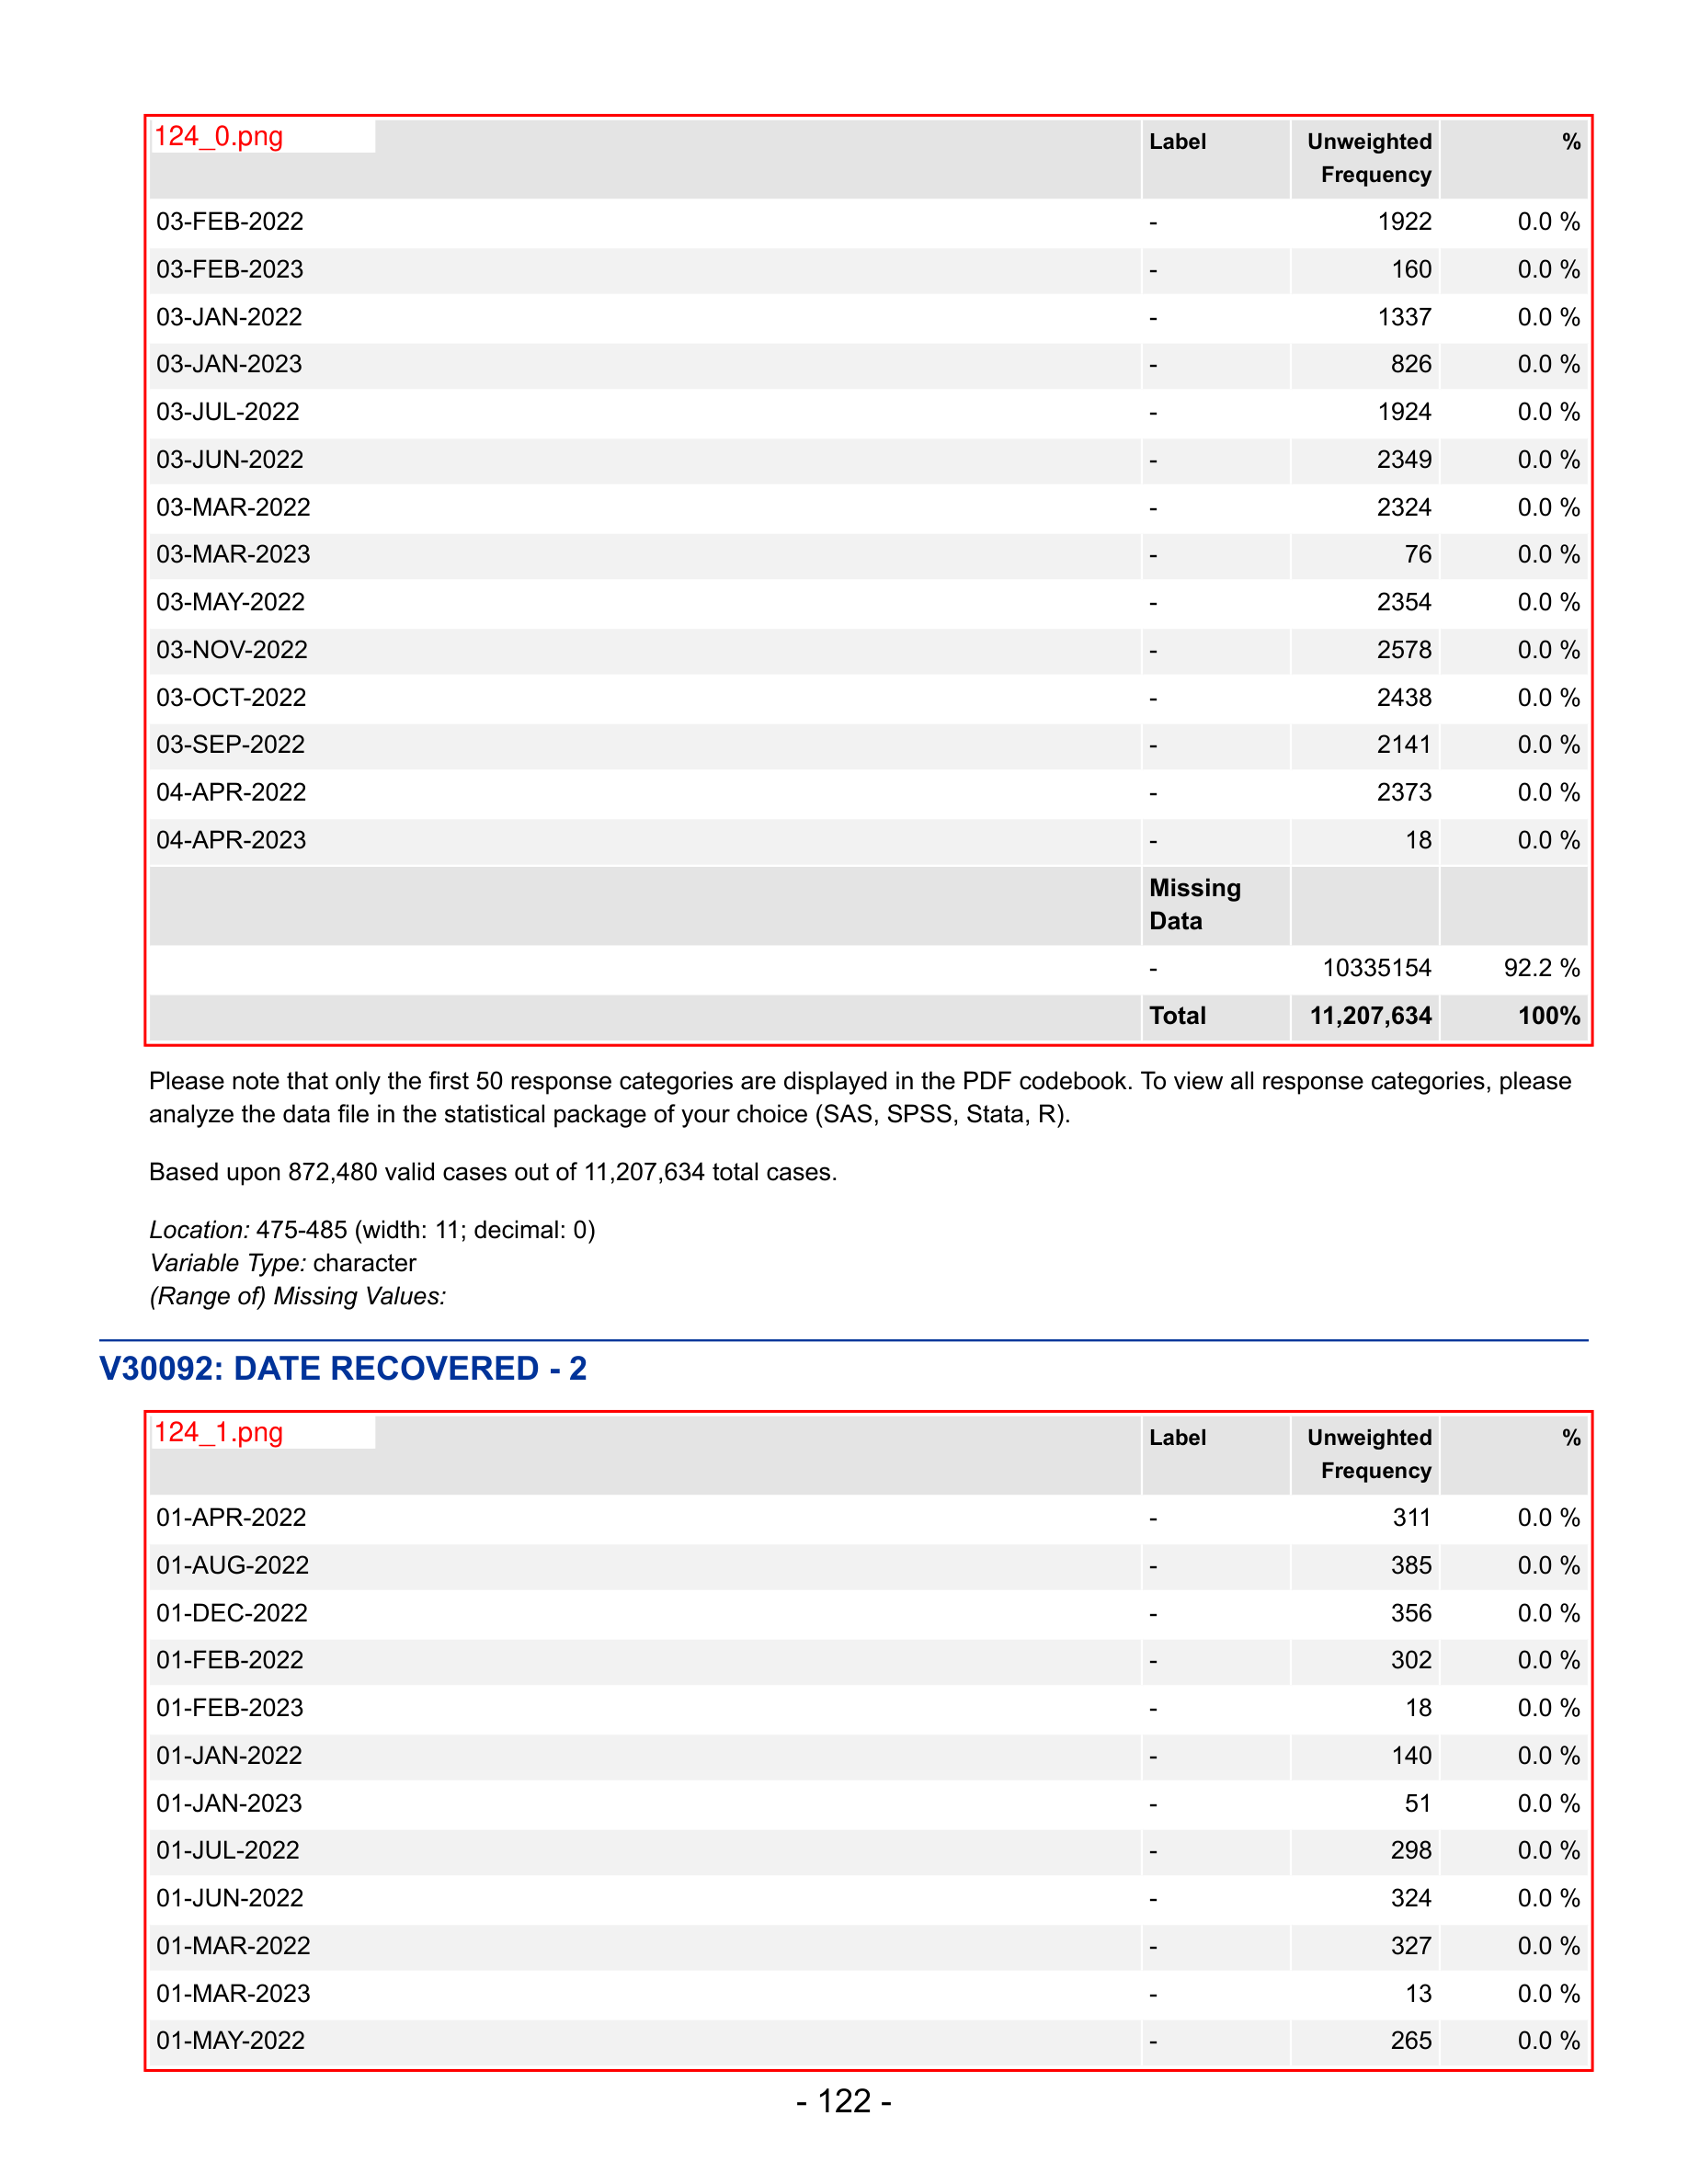 124_0.png Label Unweighted Frequency %
03-FEB-2022 - 1922 0.0 %
03-FEB-2023 - 160 0.0 %
03-JAN-2022 - 1337 0.0 %
03-JAN-2023 - 826 0.0 %
03-JUL-2022 - 1924 0.0 %
03-JUN-2022 - 2349 0.0 %
03-MAR-2022 - 2324 0.0 %
03-MAR-2023 - 76 0.0 %
03-MAY-2022 - 2354 0.0 %
03-NOV-2022 - 2578 0.0 %
03-OCT-2022 - 2438 0.0 %
03-SEP-2022 - 2141 0.0 %
04-APR-2022 - 2373 0.0 %
04-APR-2023 - 18 0.0 %
Missing Data
- 10335154 92.2 %
Total 11,207,634 100%
Please note that only the first 50 response categories are displayed in the PDF codebook. To view all response categories, please
analyze the data file in the statistical package of your choice (SAS, SPSS, Stata, R).
Based upon 872,480 valid cases out of 11,207,634 total cases.
Location: 475-485 (width: 11; decimal: 0)
Variable Type: character
(Range of) Missing Values:
V30092: DATE RECOVERED - 2
124_1.png Label Unweighted Frequency %
01-APR-2022 - 311 0.0 %
01-AUG-2022 - 385 0.0 %
01-DEC-2022 - 356 0.0 %
01-FEB-2022 - 302 0.0 %
01-FEB-2023 - 18 0.0 %
01-JAN-2022 - 140 0.0 %
01-JAN-2023 - 51 0.0 %
01-JUL-2022 - 298 0.0 %
01-JUN-2022 - 324 0.0 %
01-MAR-2022 - 327 0.0 %
01-MAR-2023 - 13 0.0 %
01-MAY-2022 - 265 0.0 %
- 122 -